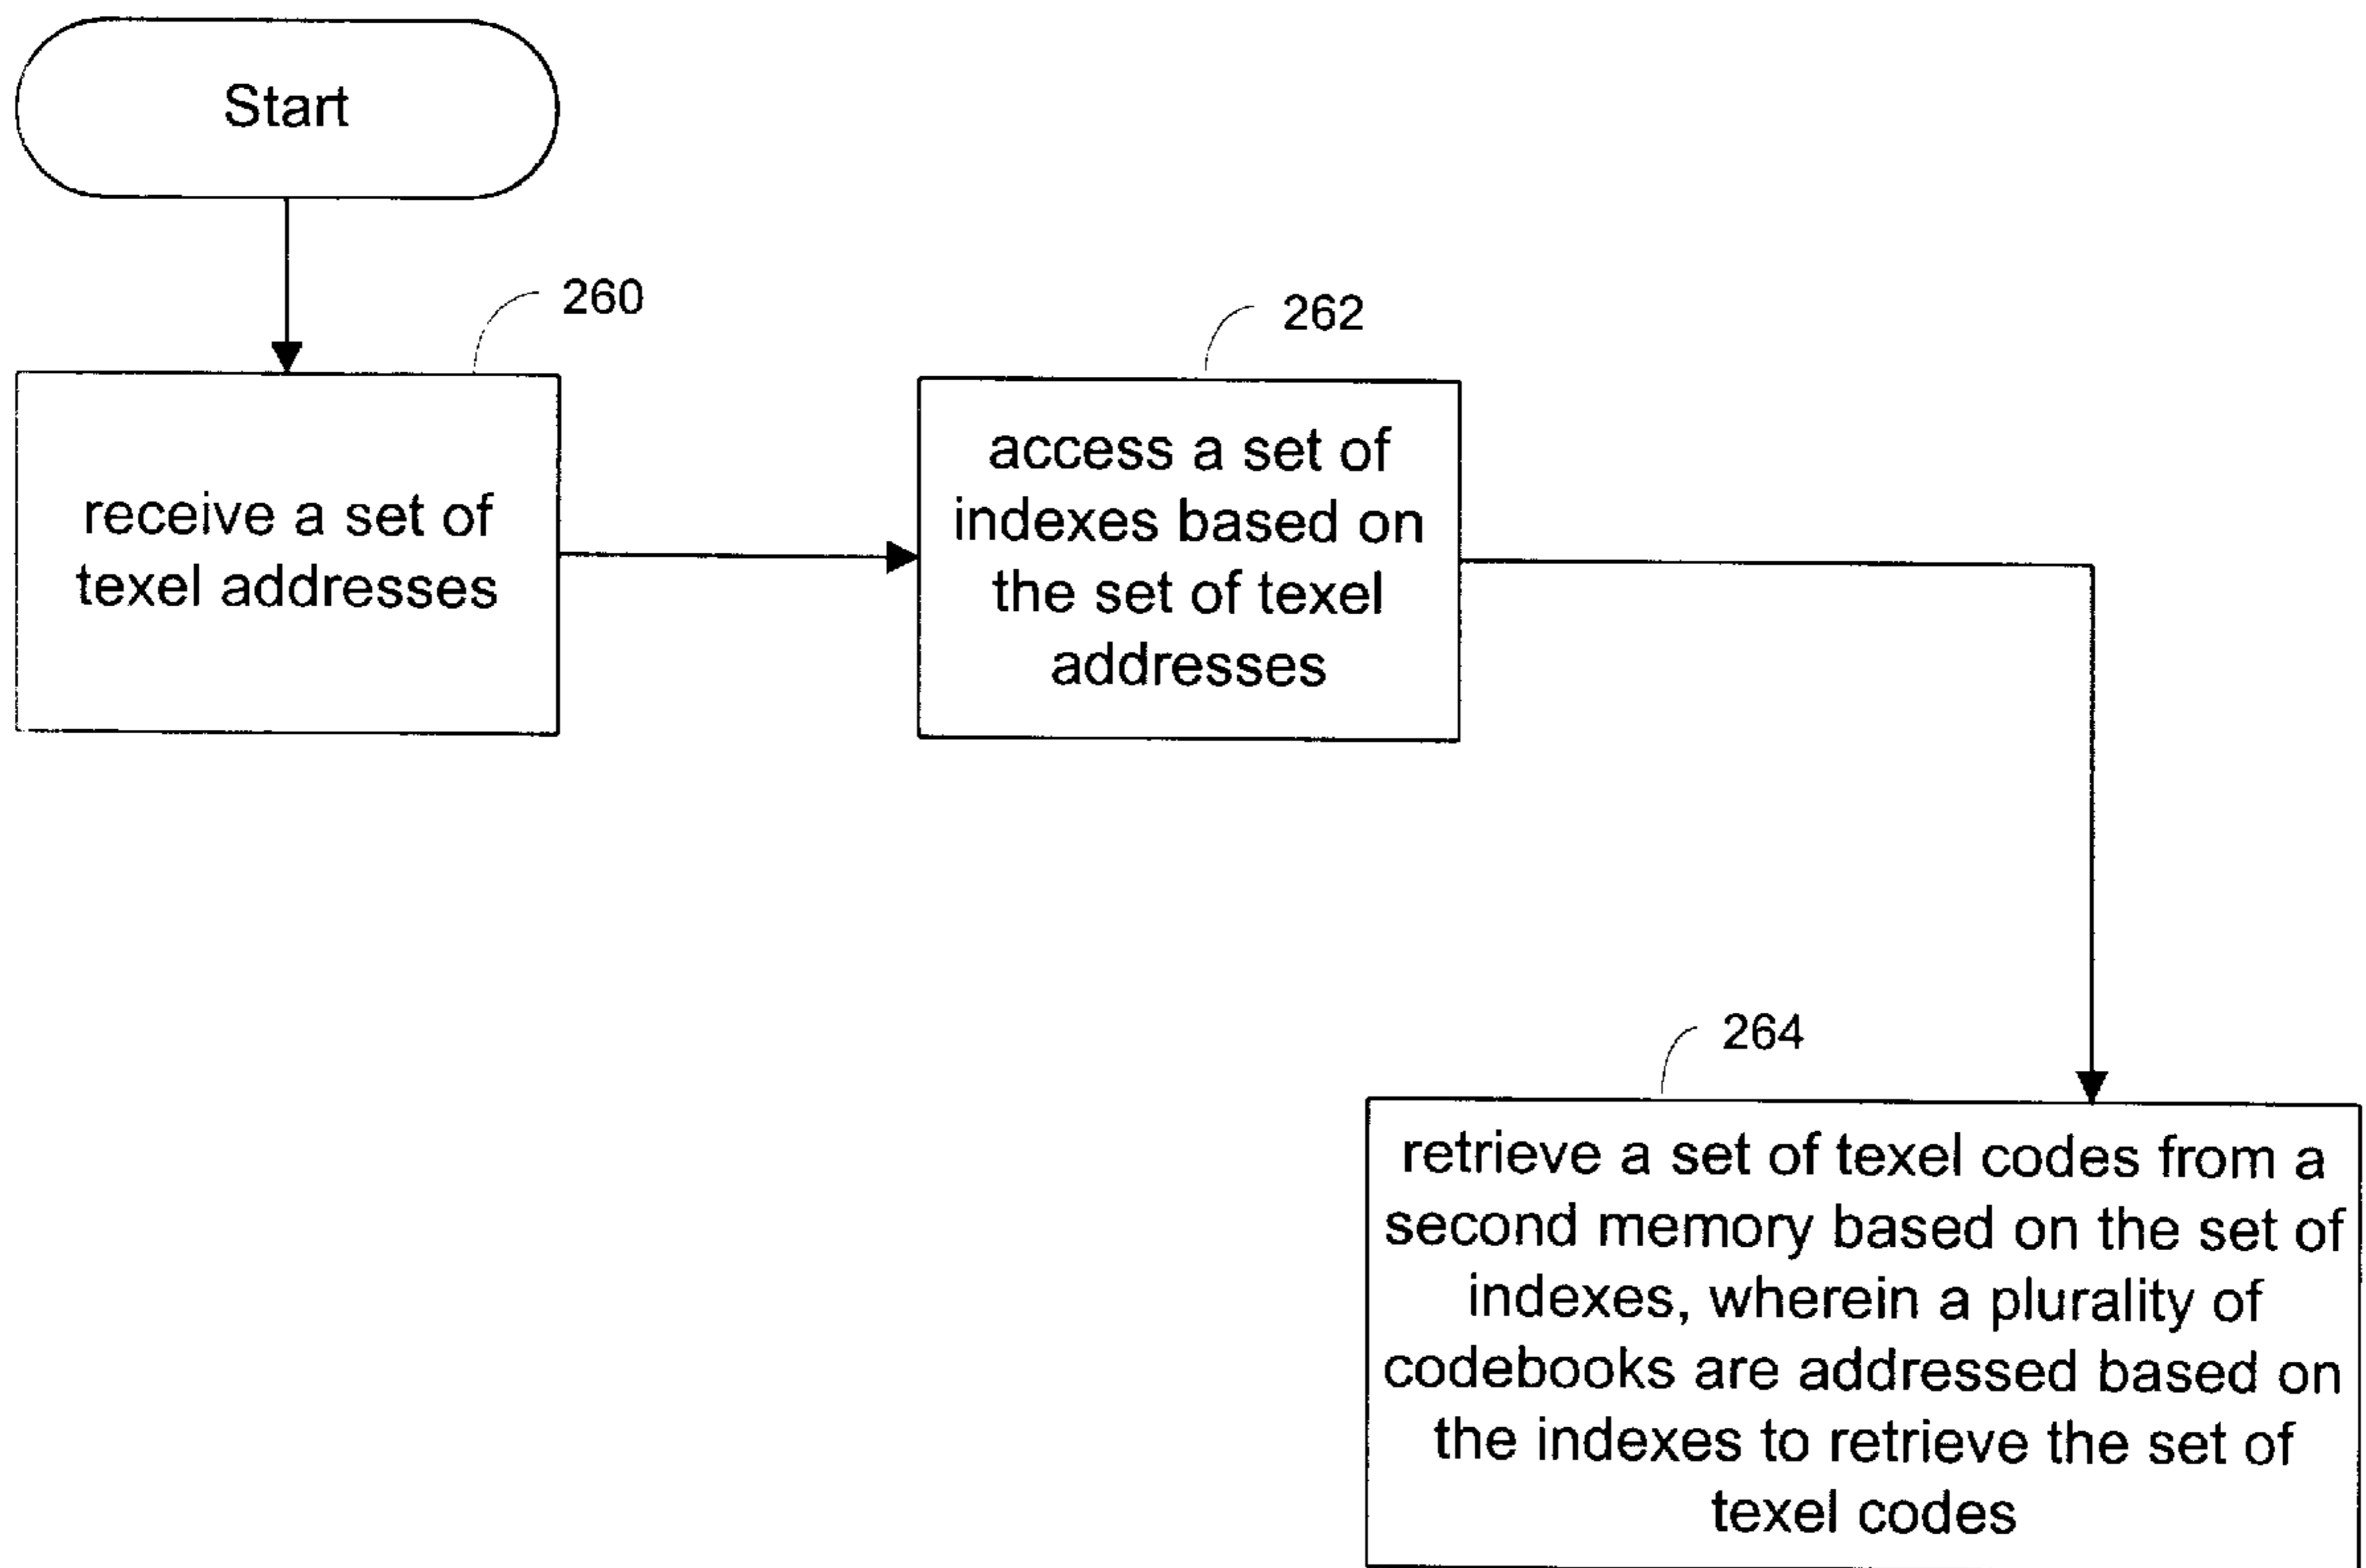 Start
260
receive a set of
texel addresses
262
access a set of
indexes based on
the set of texel
addresses
264
retrieve a set of texel codes from a
second memory based on the set of
indexes, wherein a plurality of
codebooks are addressed based on
the indexes to retrieve the set of
texel codes